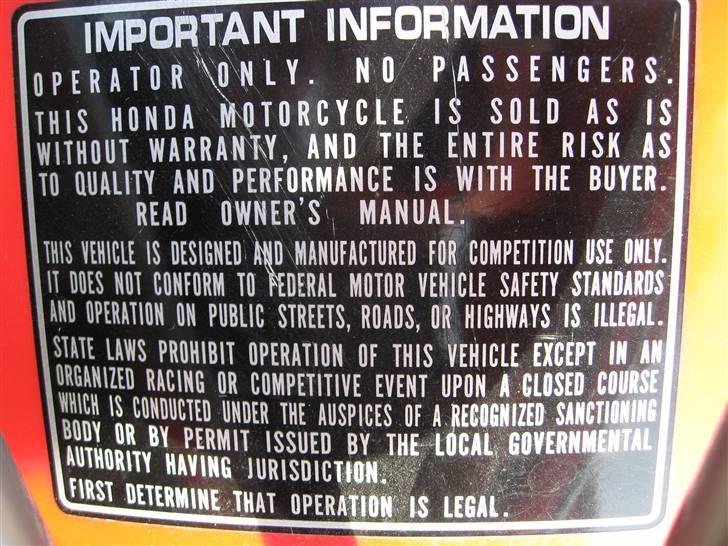 IMPORTANT INFORMATION
OPERATOR ONLY. NO PASSENGERS.
THIS HONDA MOTORCYCLE IS SOLD AS IS
WITHOUT WARRANTY, AND THE ENTIRE RISK AS
TO QUALITY AND PERFORMANCE IS WITH THE BUYER.
READ OWNER'S MANUAL.
THIS VEHICLE IS DESIGNED AND MANUFACTURED FOR COMPETITION USE ONLY.
IT DOES NOT CONFORM TO FEDERAL MOTOR VEHICLE SAFETY STANDARDS
AND OPERATION ON PUBLIC STREETS, ROADS, OR HIGHWAYS IS ILLEGAL.
STATE LAWS PROHIBIT OPERATION OF THIS VEHICLE EXCEPT IN AN
ORGANIZED RACING OR COMPETITIVE EVENT UPON A CLOSED COURSE
WHICH IS CONDUCTED UNDER THE AUSPICES OF A RECOGNIZED SANCTIONING
BODY OR BY PERMIT ISSUED BY THE LOCAL GOVERNMENTAL
AUTHORITY HAVING JURISDICTION.
FIRST DETERMINE THAT OPERATION IS LEGAL.